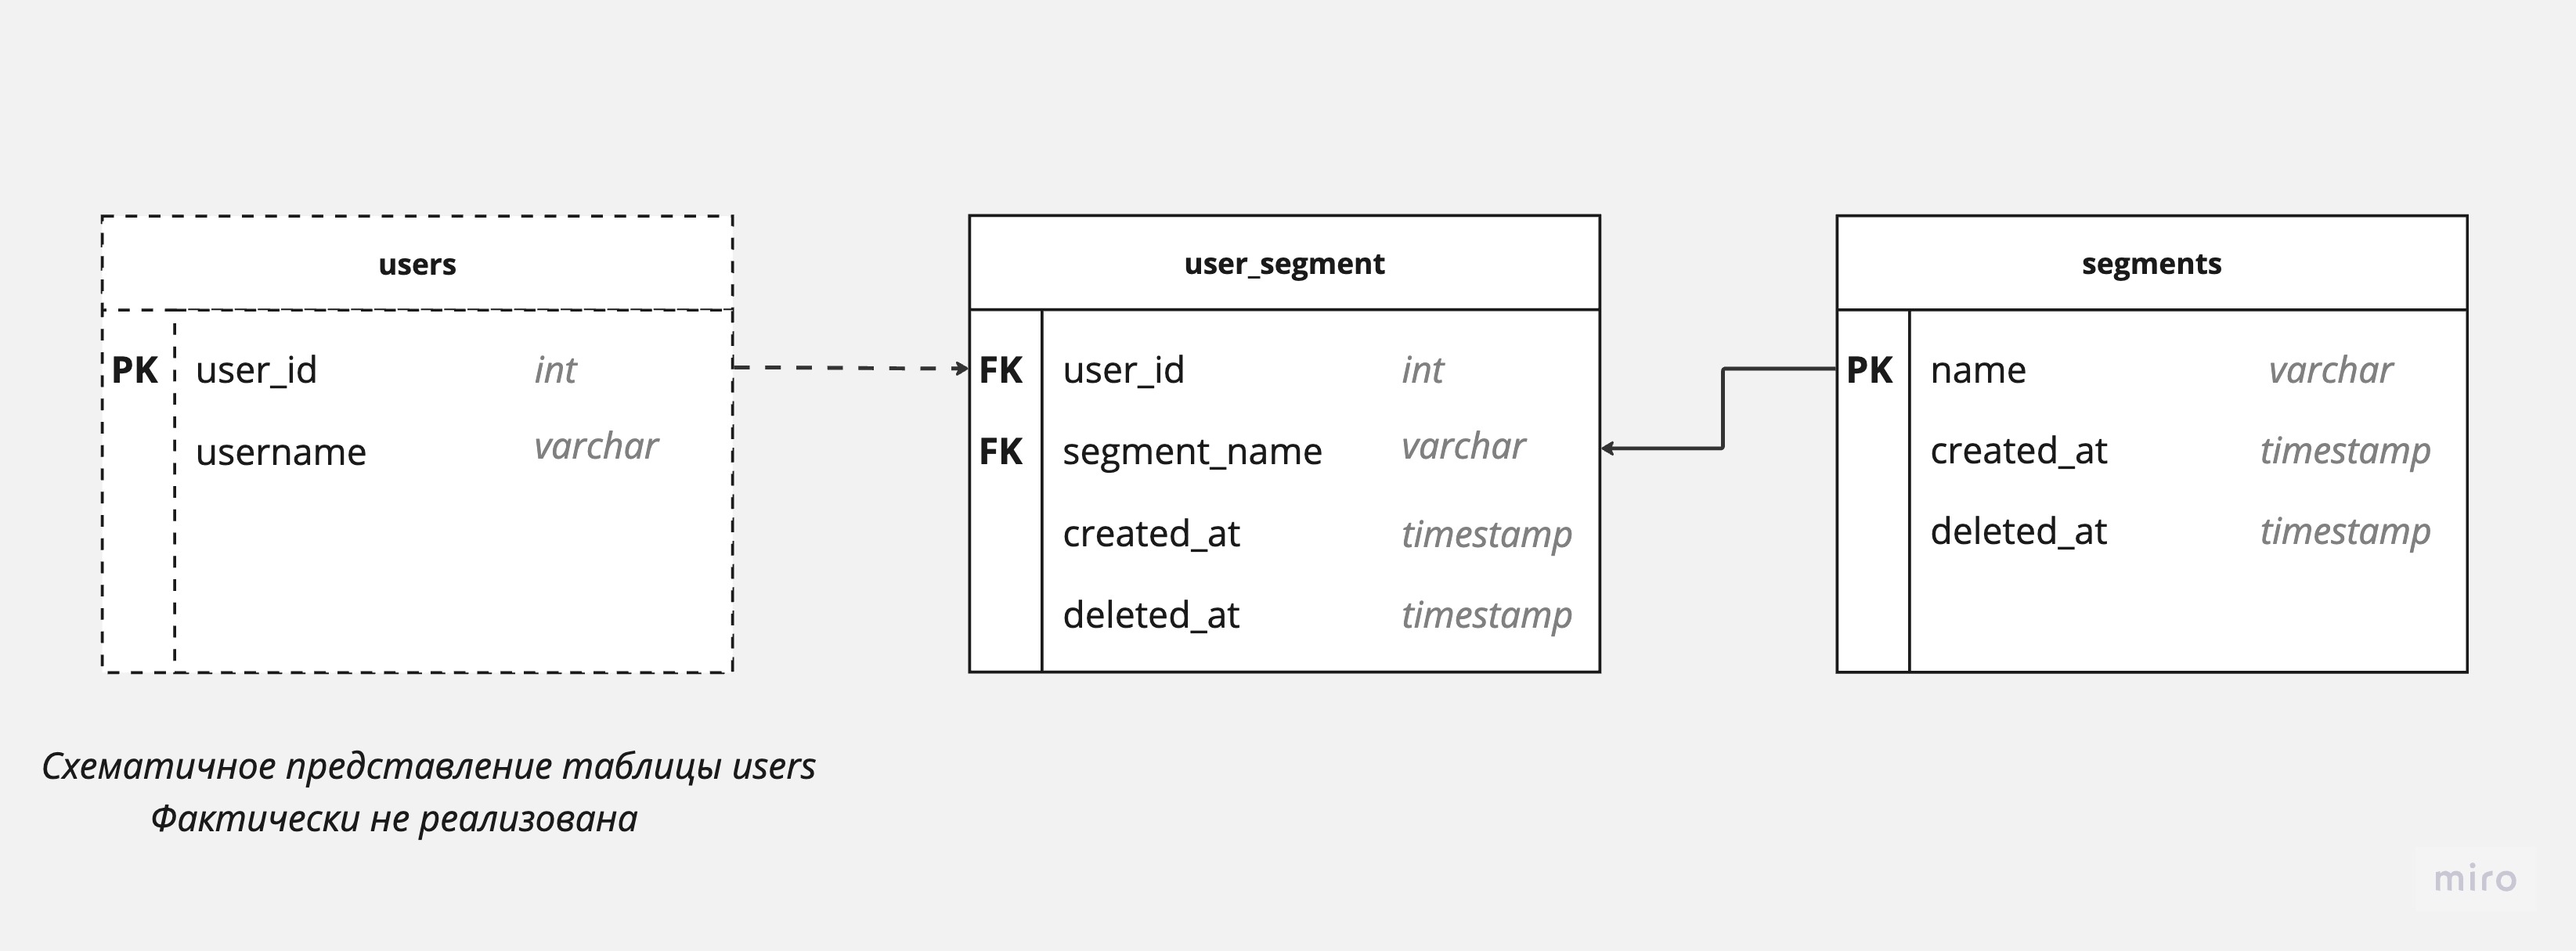 users
PK user_id int
username varchar
user_segment
FK user_id int
FK segment_name varchar
created_at timestamp
deleted_at timestamp
segments
PK name varchar
created_at timestamp
deleted_at timestamp
Схематичное представление таблицы users
Фактически не реализована
miro